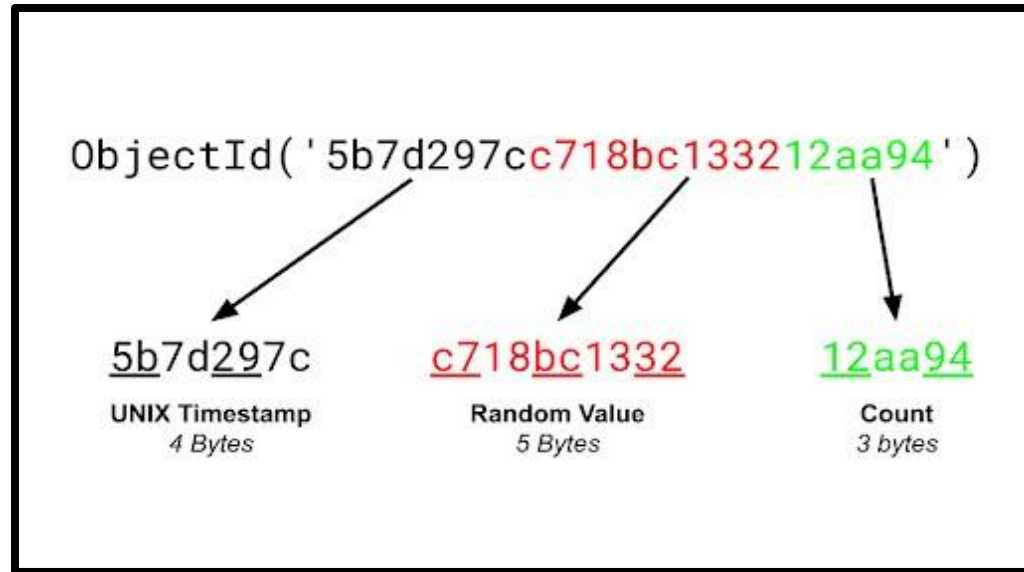 ObjectId('5b7d297cc718bc133212aa94')
5b7d297c c718bc1332 12aa94
UNIX Timestamp Random Value Count
4 Bytes 5 Bytes 3 bytes